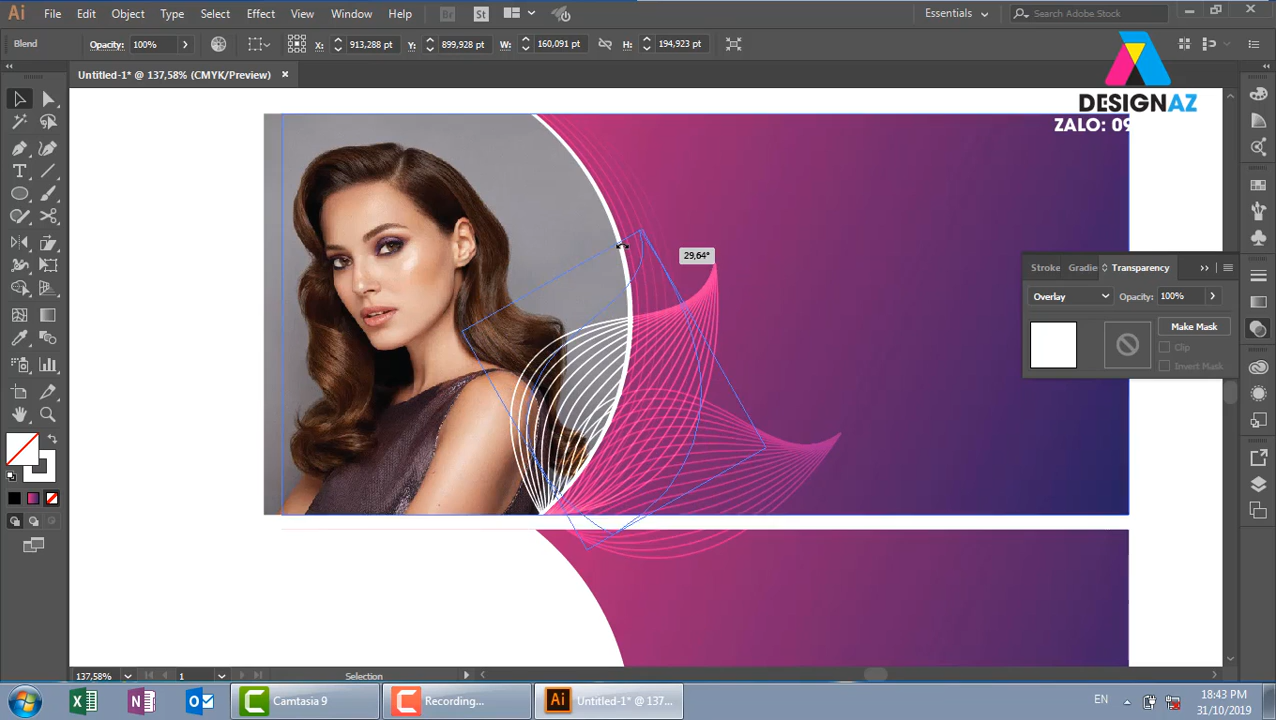 Ai File Edit Object Type Select Effect View Window Help Br St Essentials Search Adobe Stock
Blend Opacity: 100% X: 913,288 pt Y: 899,928 pt W: 160,091 pt H: 194,923 pt
Untitled-1* @ 137,58% (CMYK/Preview)
DESIGNAZ
ZALO: 09
29,64°
Stroke Gradie Transparency
Overlay Opacity: 100%
Make Mask
Clip
Invert Mask
137,58% 1 Selection
Camtasia 9 Recording... Ai Untitled-1* @ 137... EN 18:43 PM
31/10/2019